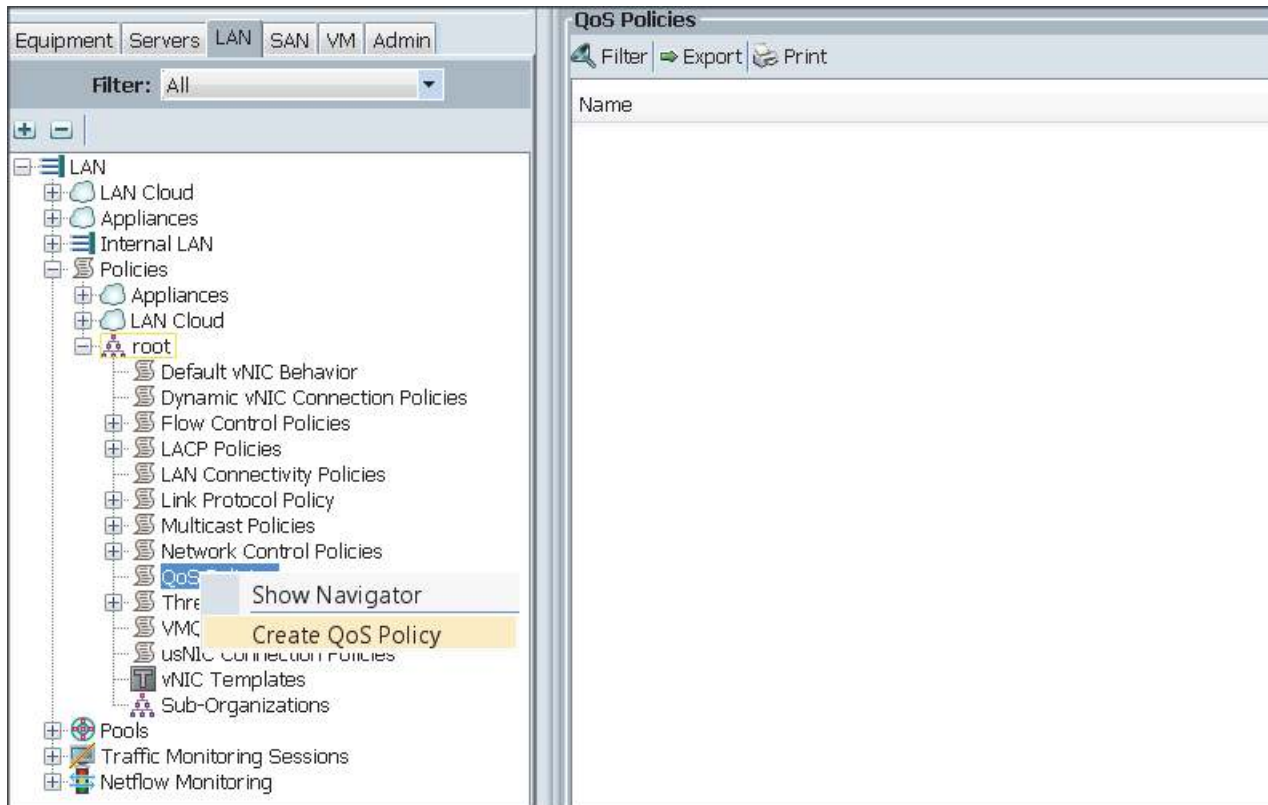 Equipment Servers LAN SAN VM Admin
Filter: All
LAN
LAN Cloud
Appliances
Internal LAN
Policies
Appliances
LAN Cloud
root
Default vNIC Behavior
Dynamic vNIC Connection Policies
Flow Control Policies
LACP Policies
LAN Connectivity Policies
Link Protocol Policy
Multicast Policies
Network Control Policies
QoS
Show Navigator
Create QoS Policy
usNIC Connection Policies
vNIC Templates
Sub-Organizations
Pools
Traffic Monitoring Sessions
Netflow Monitoring
QoS Policies
Filter Export Print
Name